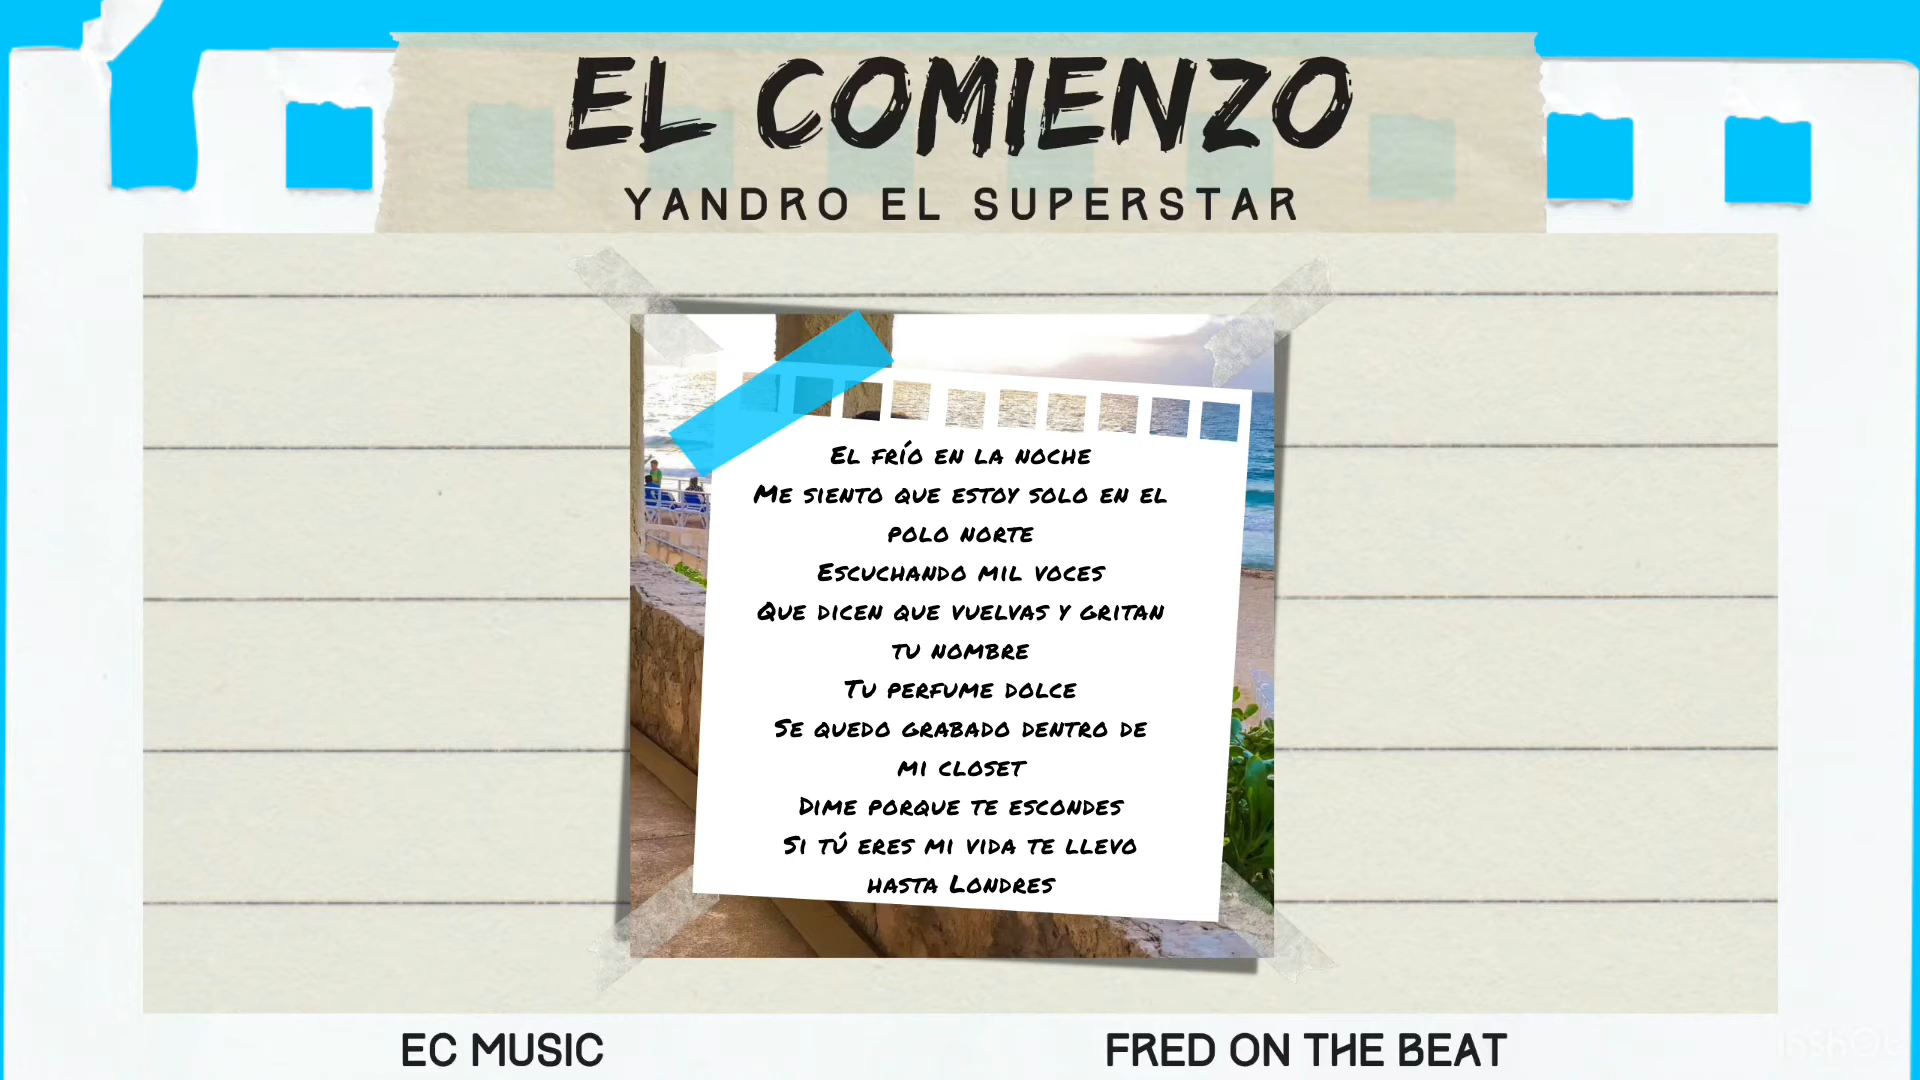 EL COMIENZO
YANDRO EL SUPERSTAR
El frío en la noche
Me siento que estoy solo en el
polo norte
Escuchando mil voces
Que dicen que vuelvas y gritan
tu nombre
Tu perfume dolce
Se quedo grabado dentro de
mi closet
Dime porque te escondes
Si tú eres mi vida te llevo
hasta Londres
EC MUSIC
FRED ON THE BEAT
InShOt